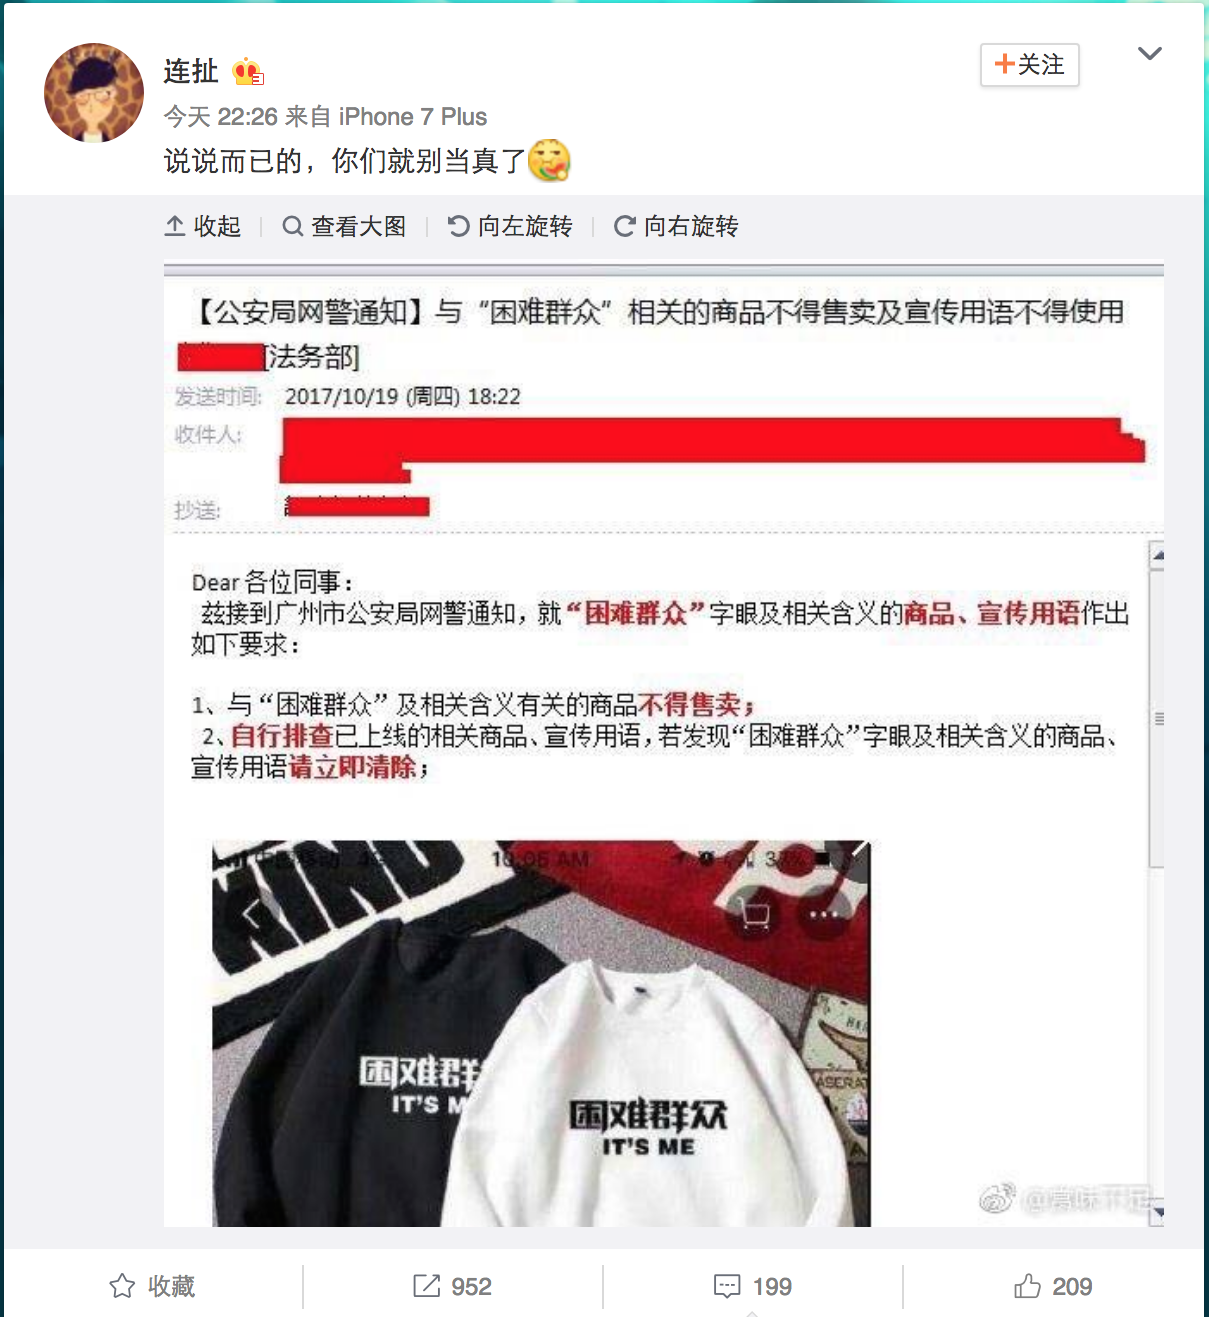 连扯
+关注
今天 22:26 来自 iPhone 7 Plus
说说而已的，你们就别当真了
收起
查看大图
向左旋转
向右旋转
【公安局网警通知】与“困难群众”相关的商品不得售卖及宣传用语不得使用
[法务部]
发送时间: 2017/10/19 (周四) 18:22
收件人:
抄送:
Dear 各位同事：
兹接到广州市公安局网警通知，就“困难群众”字眼及相关含义的商品、宣传用语作出
如下要求：
1、与“困难群众”及相关含义有关的商品不得售卖；
2、自行排查已上线的相关商品、宣传用语，若发现“困难群众”字眼及相关含义的商品、
宣传用语请立即清除；
KIND
10:05 AM
困难群
IT'S M
困难群众
IT'S ME
收藏
952
199
209